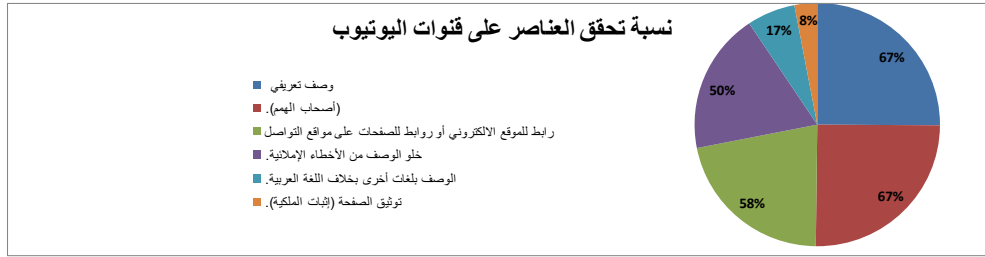 نسبة تحقق العناصر على قنوات اليوتيوب
وصف تعريفي
(أصحاب الهمم).
رابط للموقع الالكتروني أو روابط للصفحات على مواقع التواصل
خلو الوصف من الأخطاء الإملائية.
الوصف بلغات أخرى بخلاف اللغة العربية.
توثيق الصفحة (إثبات الملكية).
67%
67%
58%
50%
17%
8%